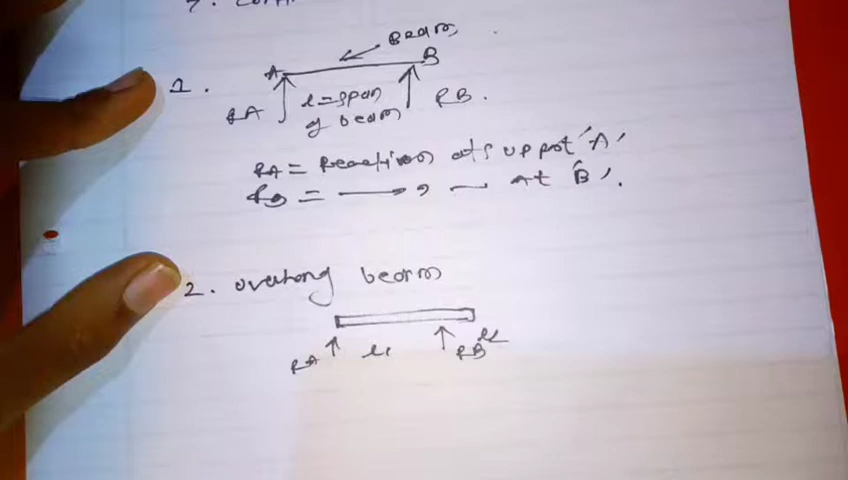 7.
Beam
1. A B
RA l = span RB.
of beam
RA = Reaction at support 'A'
RB = —— " — at 'B'.
2. overhang beam
RA l1 RB l2